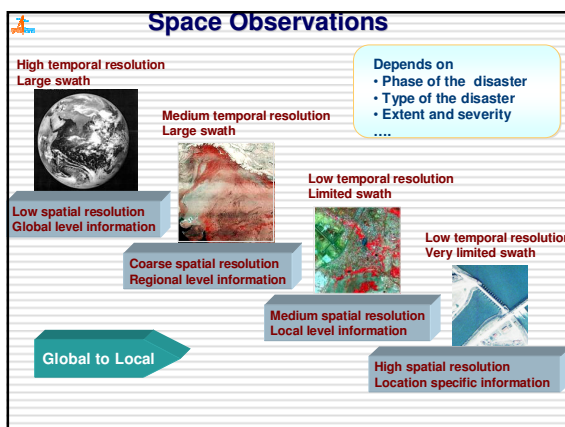 Space Observations
High temporal resolution
Large swath
Low spatial resolution
Global level information
Medium temporal resolution
Large swath
Coarse spatial resolution
Regional level information
Low temporal resolution
Limited swath
Medium spatial resolution
Local level information
Low temporal resolution
Very limited swath
High spatial resolution
Location specific information
Depends on
• Phase of the disaster
• Type of the disaster
• Extent and severity
....
Global to Local